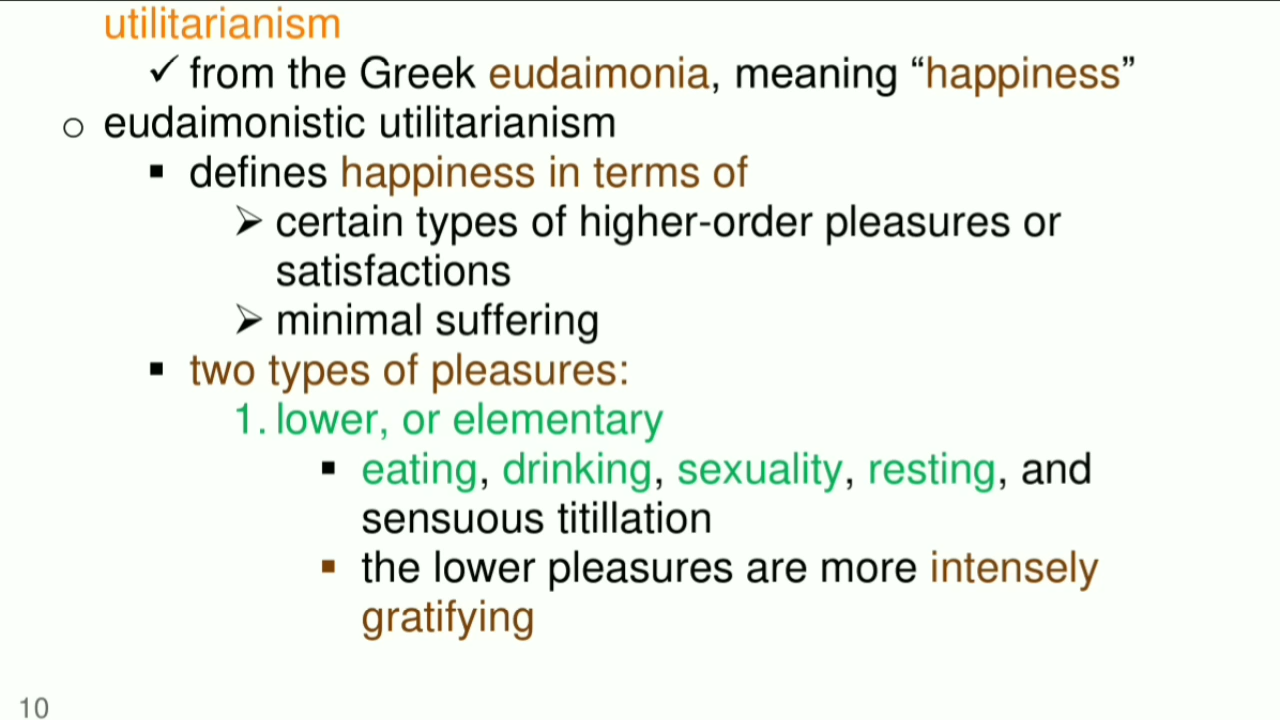 utilitarianism
✓ from the Greek eudaimonia, meaning “happiness”
o eudaimonistic utilitarianism
▪ defines happiness in terms of
➢ certain types of higher-order pleasures or
satisfactions
➢ minimal suffering
▪ two types of pleasures:
1. lower, or elementary
▪ eating, drinking, sexuality, resting, and
sensuous titillation
▪ the lower pleasures are more intensely
gratifying
10